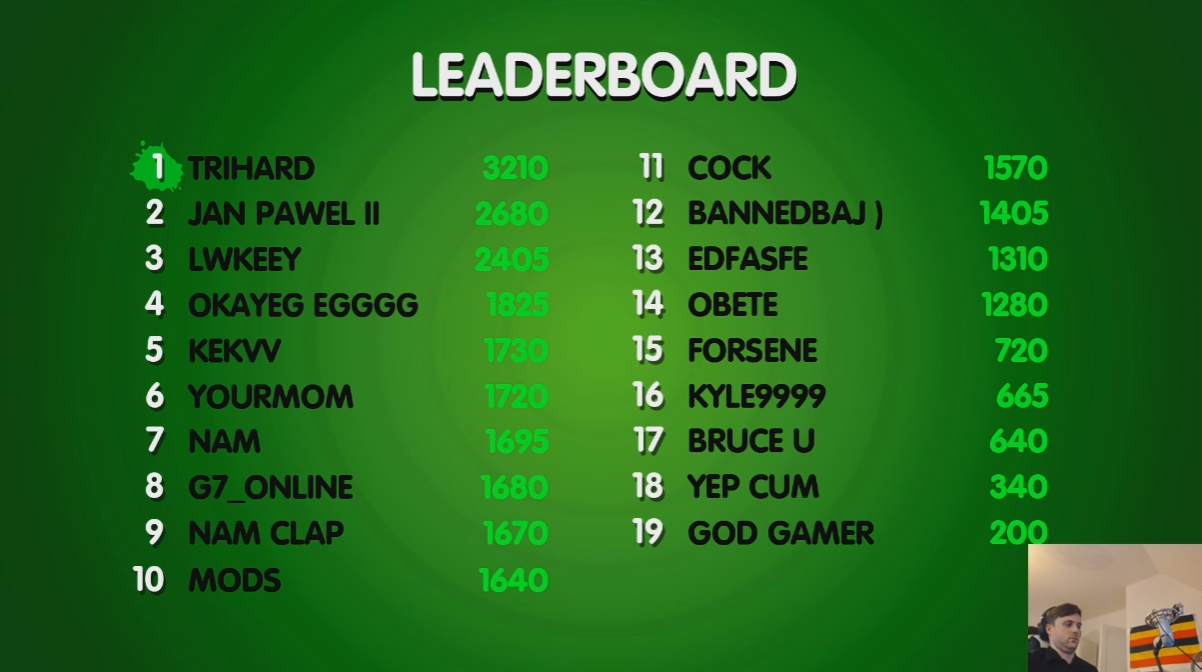 LEADERBOARD
1 TRIHARD 3210
2 JAN PAWEL II 2680
3 LWKEEY 2405
4 OKAYEG EGGGG 1825
5 KEKVV 1730
6 YOURMOM 1720
7 NAM 1695
8 G7_ONLINE 1680
9 NAM CLAP 1670
10 MODS 1640
11 COCK 1570
12 BANNEDBAJ ) 1405
13 EDFASFE 1310
14 OBETE 1280
15 FORSENE 720
16 KYLE9999 665
17 BRUCE U 640
18 YEP CUM 340
19 GOD GAMER 200